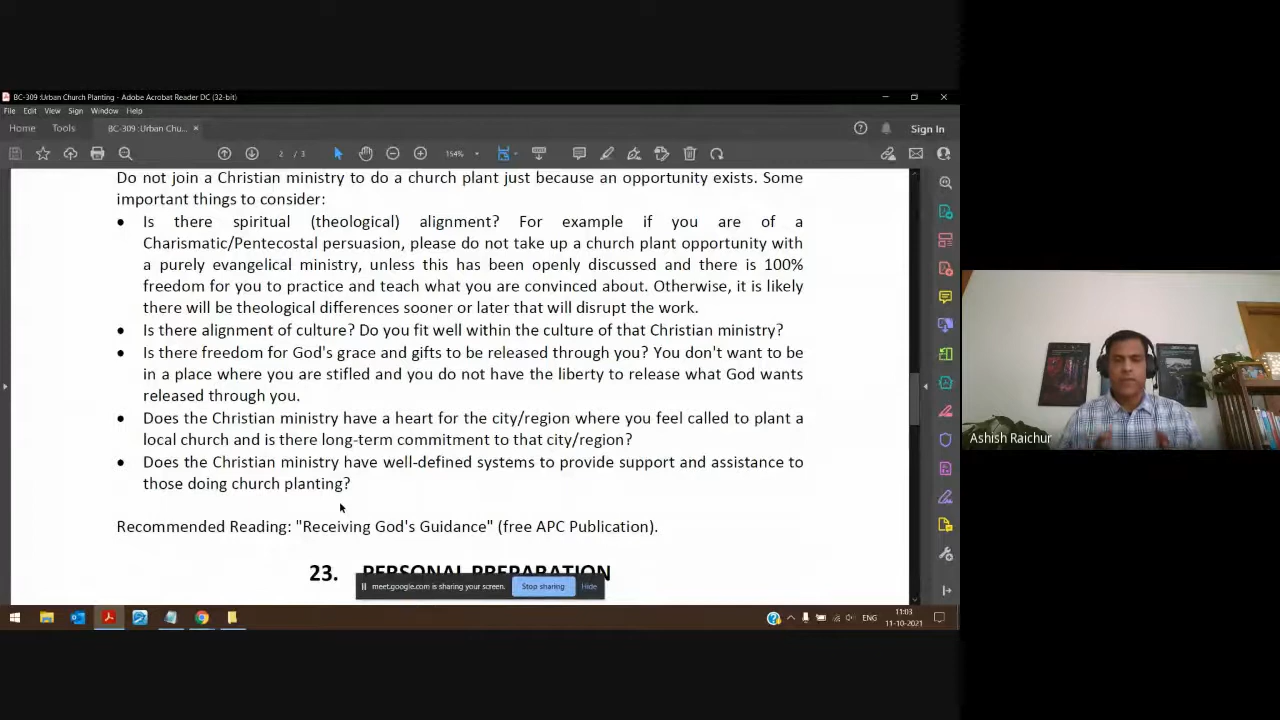 BC-309 :Urban Church Planting - Adobe Acrobat Reader DC (32-bit)
File Edit View Sign Window Help
Home Tools BC-309 :Urban Chu... × Sign In
2 / 3 154%
Do not join a Christian ministry to do a church plant just because an opportunity exists. Some
important things to consider:
• Is there spiritual (theological) alignment? For example if you are of a
Charismatic/Pentecostal persuasion, please do not take up a church plant opportunity with
a purely evangelical ministry, unless this has been openly discussed and there is 100%
freedom for you to practice and teach what you are convinced about. Otherwise, it is likely
there will be theological differences sooner or later that will disrupt the work.
• Is there alignment of culture? Do you fit well within the culture of that Christian ministry?
• Is there freedom for God's grace and gifts to be released through you? You don't want to be
in a place where you are stifled and you do not have the liberty to release what God wants
released through you.
• Does the Christian ministry have a heart for the city/region where you feel called to plant a
local church and is there long-term commitment to that city/region?
• Does the Christian ministry have well-defined systems to provide support and assistance to
those doing church planting?
Recommended Reading: "Receiving God's Guidance" (free APC Publication).
23. PERSONAL PREPARATION
meet.google.com is sharing your screen. Stop sharing Hide
ENG
11:03
11-10-2021
Ashish Raichur